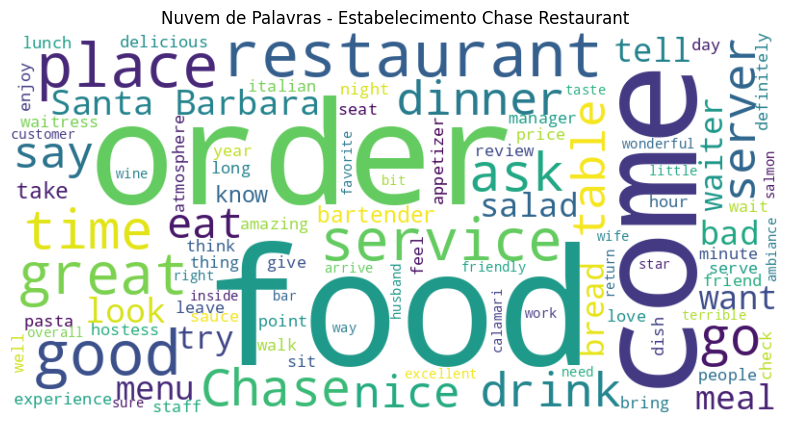 Nuvem de Palavras - Estabelecimento Chase Restaurant
enjoy
lunch
delicious
place
restaurant
tell
day
definitely
waitress
Santa Barbara
italian
night
seat
dinner
taste
manager
price
server
customer
order
come
wonderful
say
wine
year
long
atmosphere
favorite
bit
appetizer
review
ask
table
little
waiter
salmon
take
know
salad
hour
wait
time
eat
amazing
bartender
feel
service
bad
wife
return
star
minute
serve
friend
ambiance
great
think
thing
right
give
arrive
friendly
food
bread
want
look
leave
inside
bar
husband
calamari
work
love
terrible
pasta
sauce
hostess
overall
point
way
dish
go
check
well
good
try
walk
sit
excellent
need
people
experience
sure
menu
staff
Chase
nice
drink
bring
meal